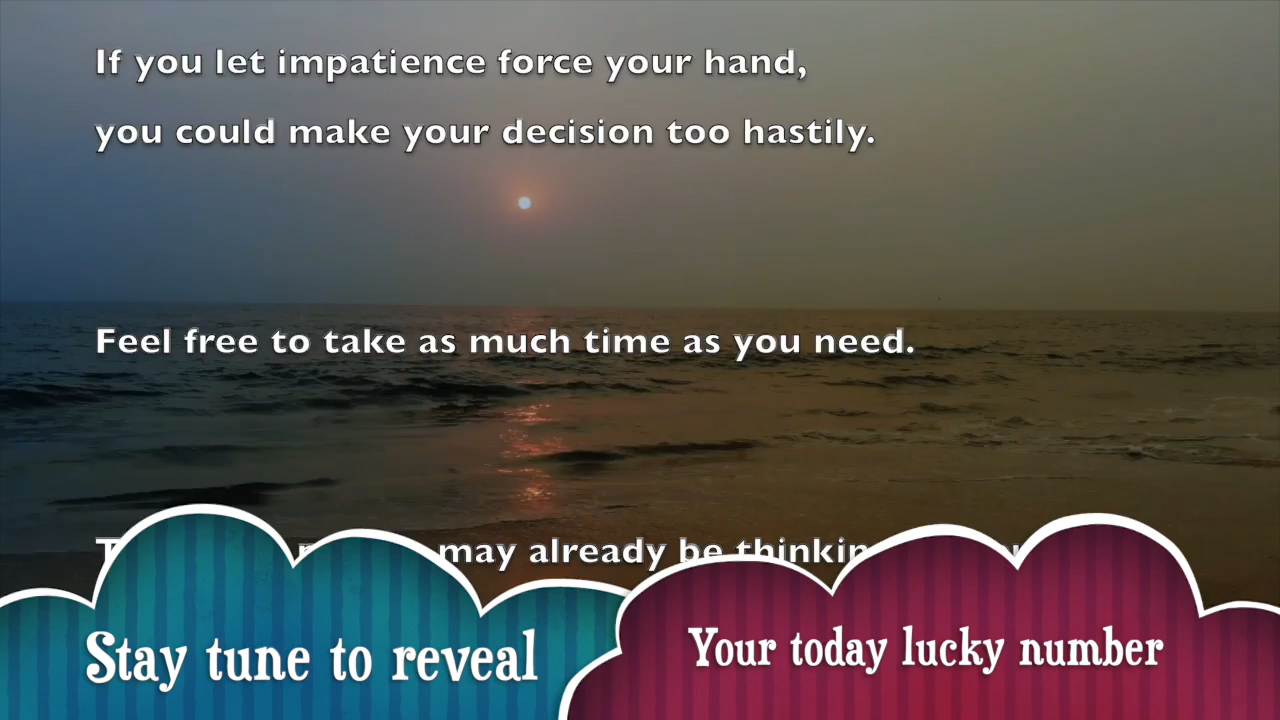 If you let impatience force your hand,
you could make your decision too hastily.
Feel free to take as much time as you need.
may already be
Stay tune to reveal
Your today lucky number